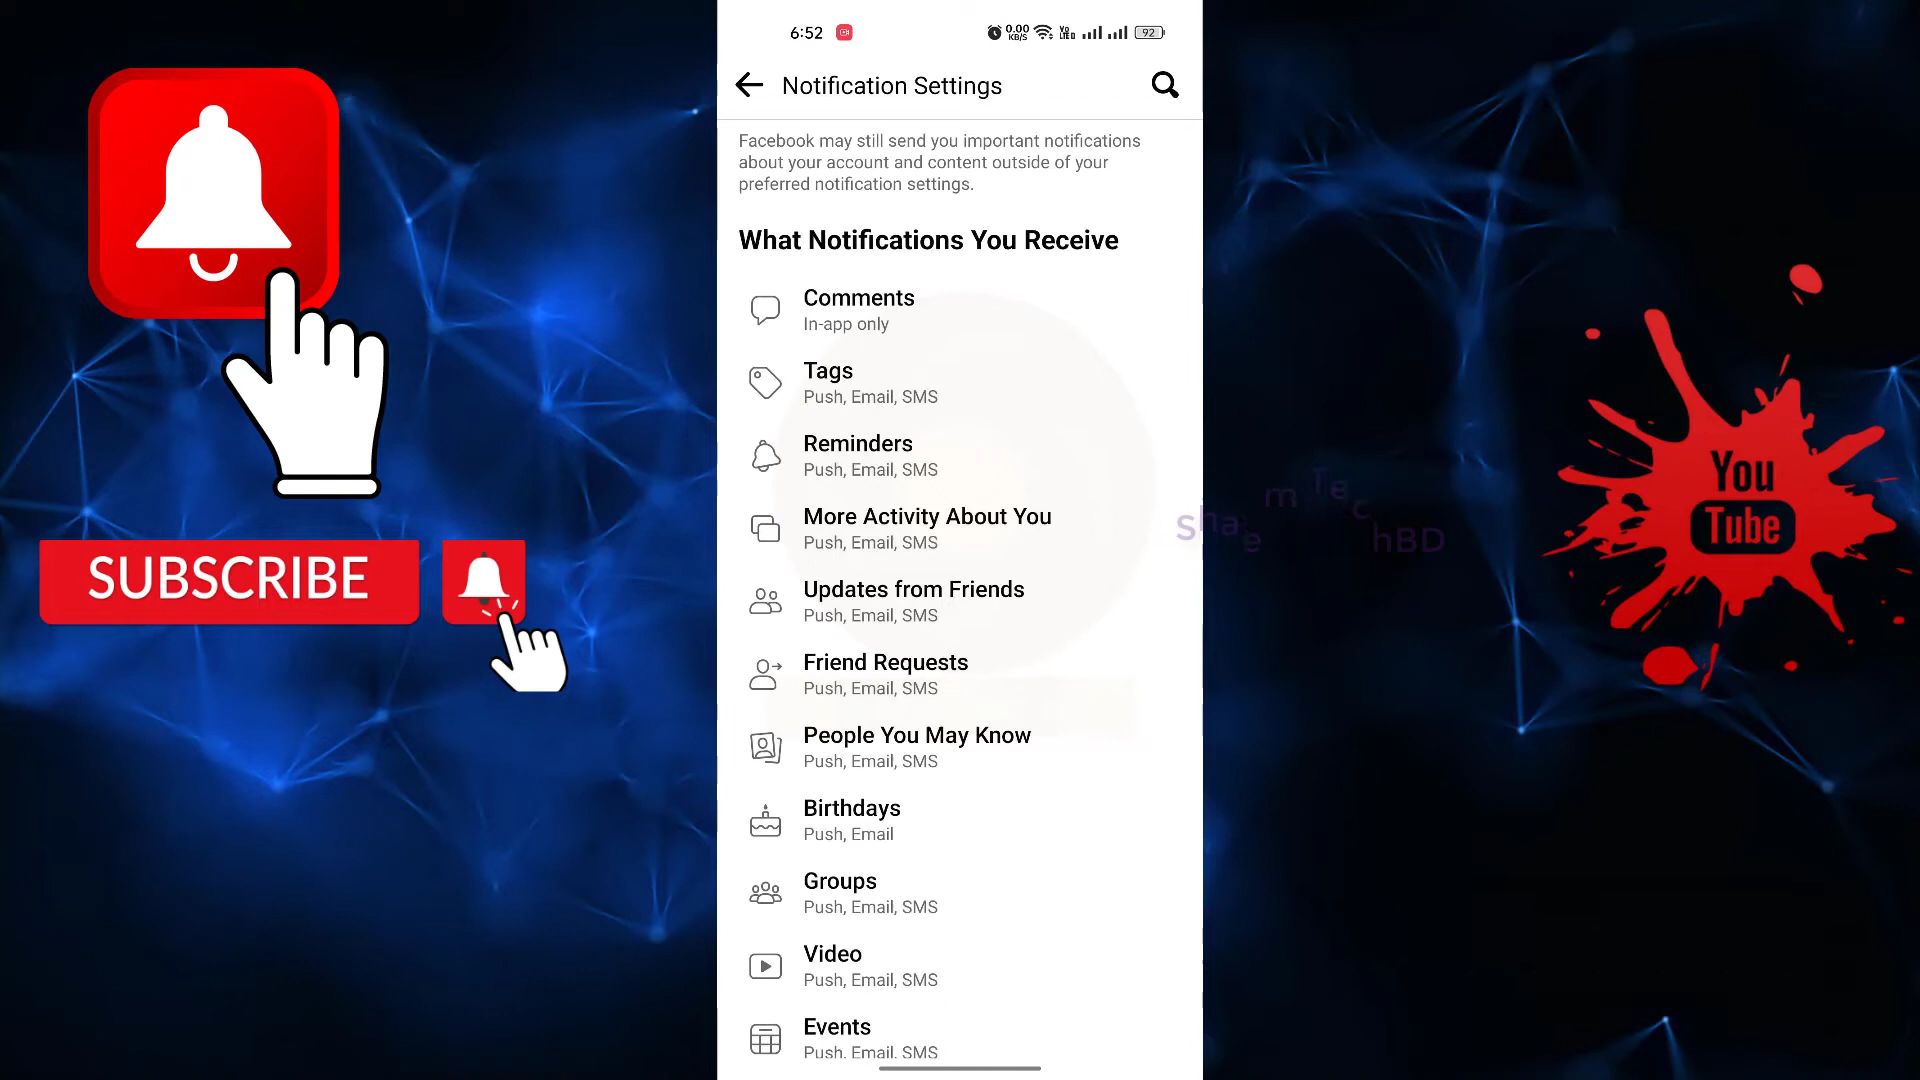 6:52
0.00
KB/S
92
Notification Settings
Facebook may still send you important notifications
about your account and content outside of your
preferred notification settings.
What Notifications You Receive
Comments
In-app only
Tags
Push, Email, SMS
Reminders
Push, Email, SMS
More Activity About You
Push, Email, SMS
Updates from Friends
Push, Email, SMS
Friend Requests
Push, Email, SMS
People You May Know
Push, Email, SMS
Birthdays
Push, Email
Groups
Push, Email, SMS
Video
Push, Email, SMS
Events
Push, Email, SMS
SUBSCRIBE
You
Tube